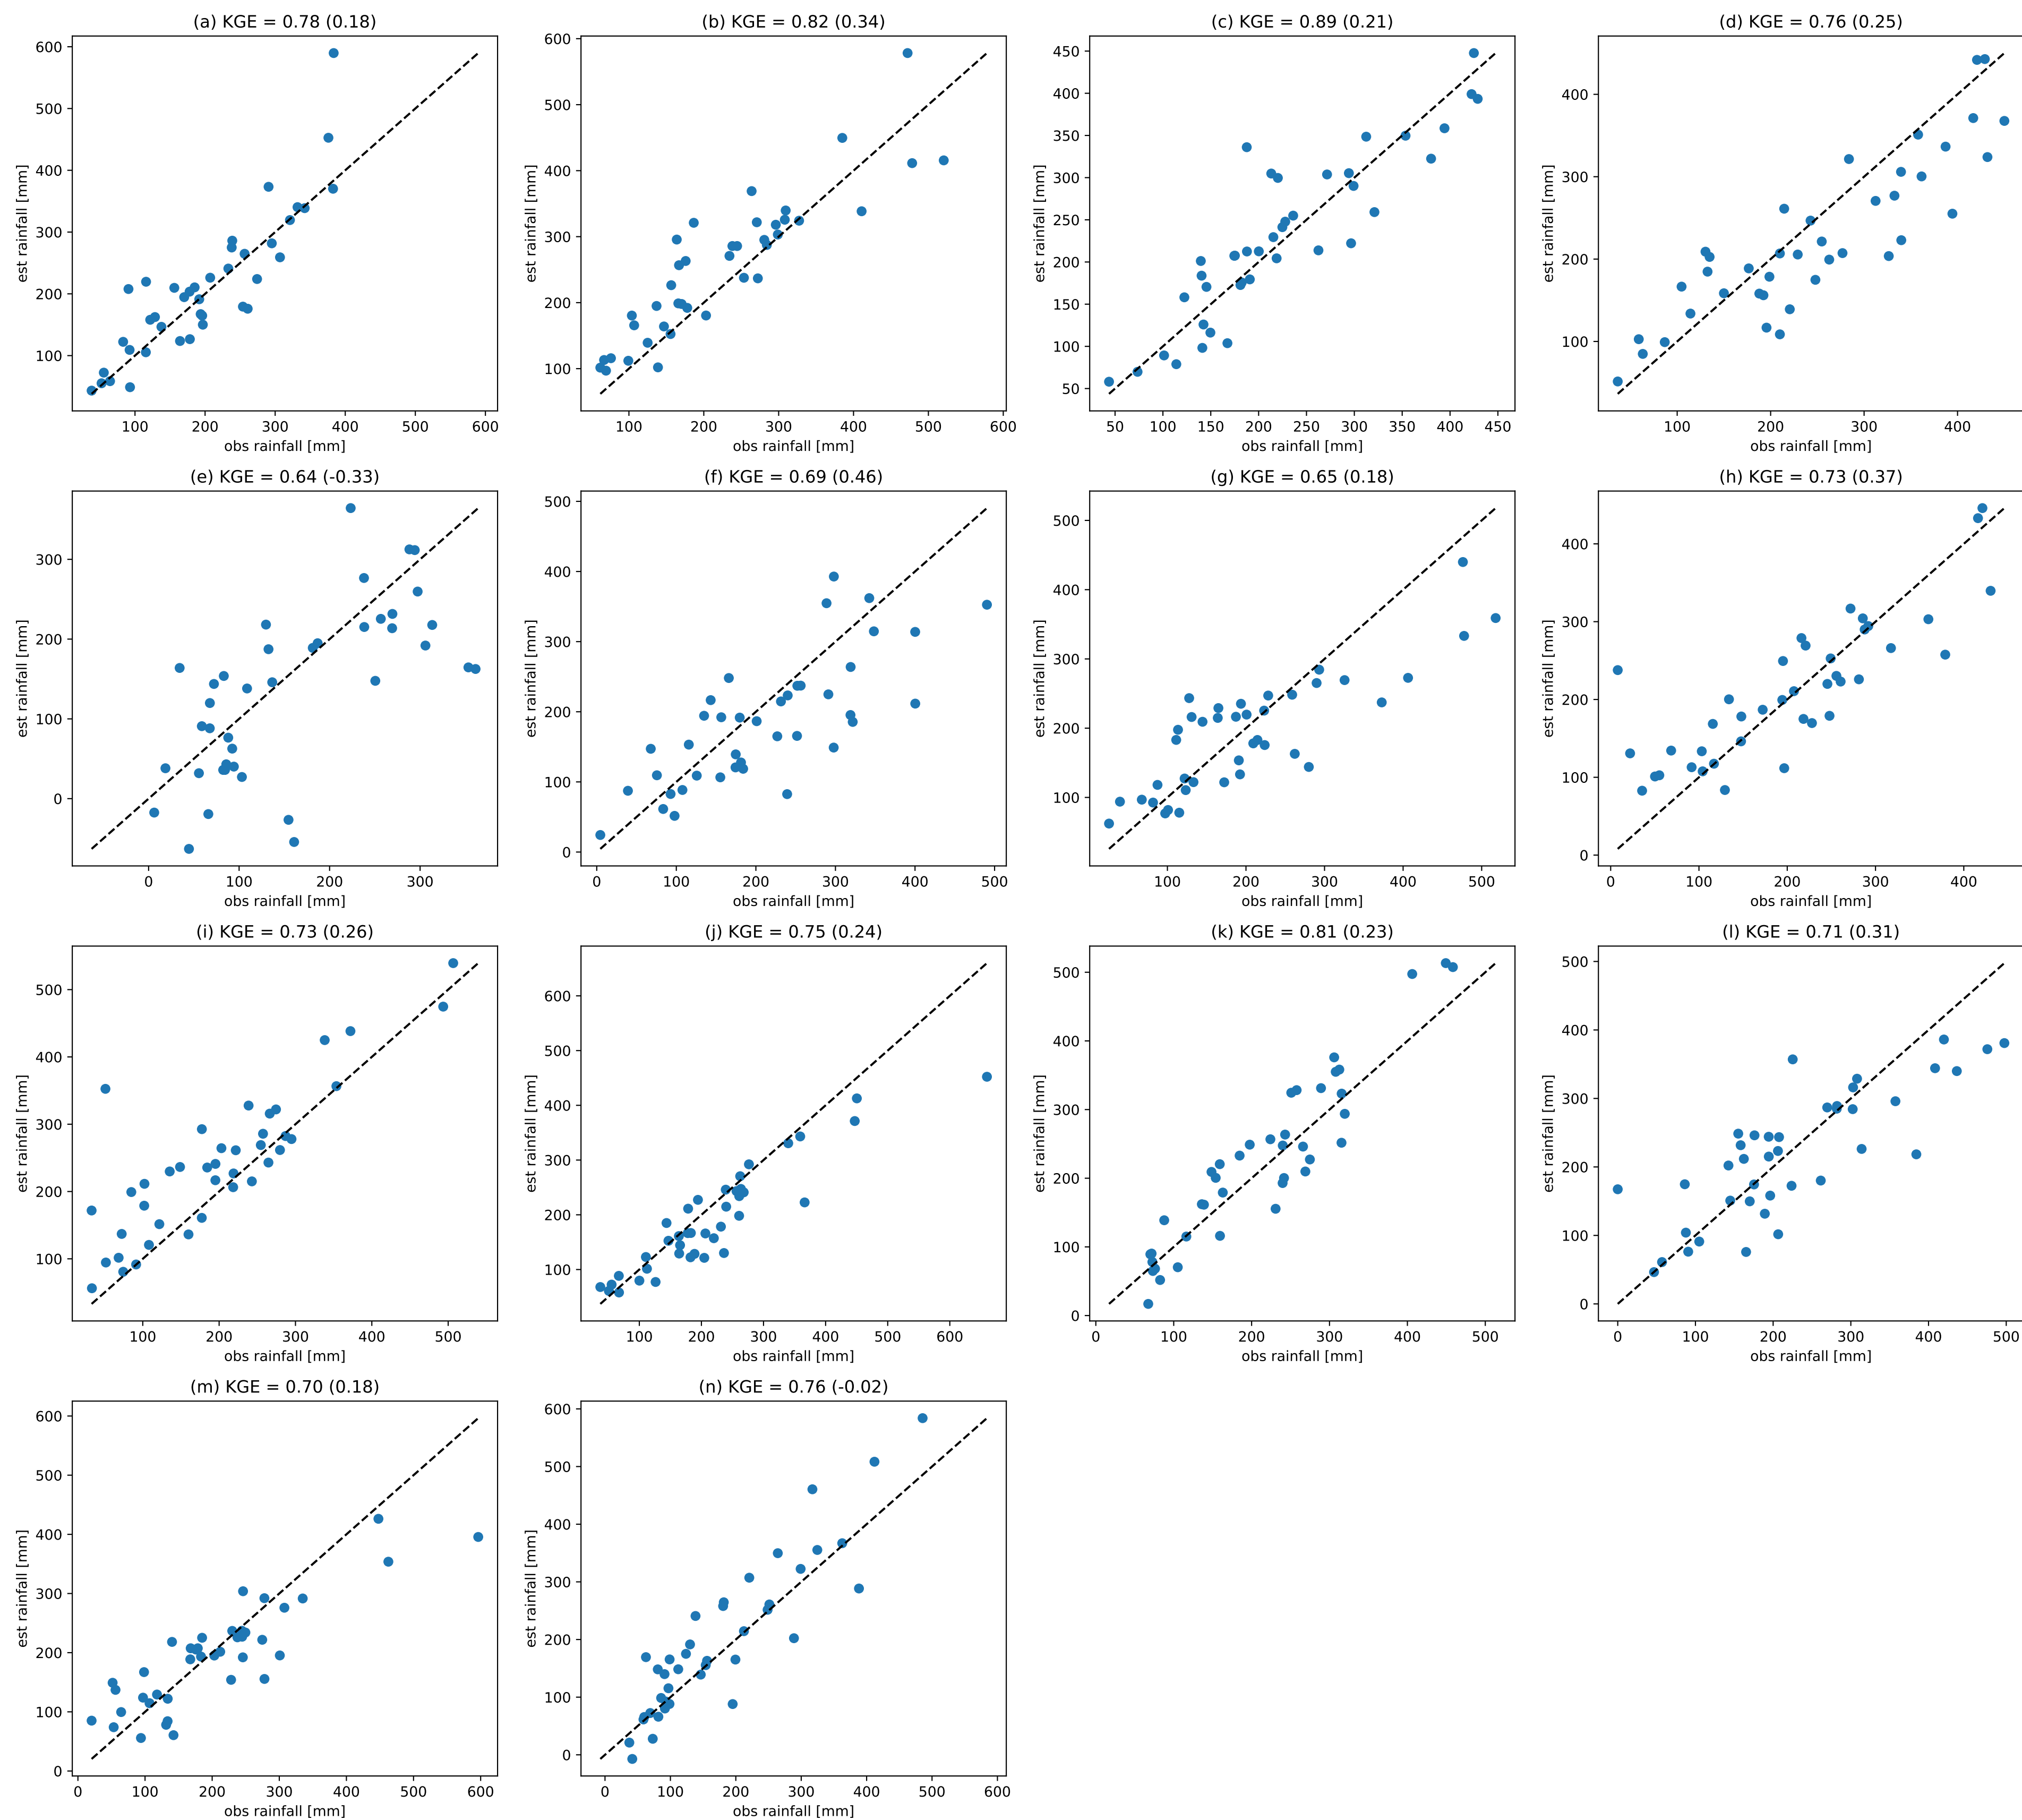 (a) KGE = 0.78 (0.18)
600
500
400
300
200
100
est rainfall [mm]
100 200 300 400 500 600
obs rainfall [mm]
(b) KGE = 0.82 (0.34)
600
500
400
300
200
100
est rainfall [mm]
100 200 300 400 500 600
obs rainfall [mm]
(c) KGE = 0.89 (0.21)
450
400
350
300
250
200
150
100
50
est rainfall [mm]
50 100 150 200 250 300 350 400 450
obs rainfall [mm]
(d) KGE = 0.76 (0.25)
400
300
200
100
est rainfall [mm]
100 200 300 400
obs rainfall [mm]
(e) KGE = 0.64 (-0.33)
300
200
100
0
est rainfall [mm]
0 100 200 300
obs rainfall [mm]
(f) KGE = 0.69 (0.46)
500
400
300
200
100
0
est rainfall [mm]
0 100 200 300 400 500
obs rainfall [mm]
(g) KGE = 0.65 (0.18)
500
400
300
200
100
est rainfall [mm]
100 200 300 400 500
obs rainfall [mm]
(h) KGE = 0.73 (0.37)
400
300
200
100
0
est rainfall [mm]
0 100 200 300 400
obs rainfall [mm]
(i) KGE = 0.73 (0.26)
500
400
300
200
100
est rainfall [mm]
100 200 300 400 500
obs rainfall [mm]
(j) KGE = 0.75 (0.24)
600
500
400
300
200
100
est rainfall [mm]
100 200 300 400 500 600
obs rainfall [mm]
(k) KGE = 0.81 (0.23)
500
400
300
200
100
0
est rainfall [mm]
0 100 200 300 400 500
obs rainfall [mm]
(l) KGE = 0.71 (0.31)
500
400
300
200
100
0
est rainfall [mm]
0 100 200 300 400 500
obs rainfall [mm]
(m) KGE = 0.70 (0.18)
600
500
400
300
200
100
0
est rainfall [mm]
0 100 200 300 400 500 600
obs rainfall [mm]
(n) KGE = 0.76 (-0.02)
600
500
400
300
200
100
0
est rainfall [mm]
0 100 200 300 400 500 600
obs rainfall [mm]